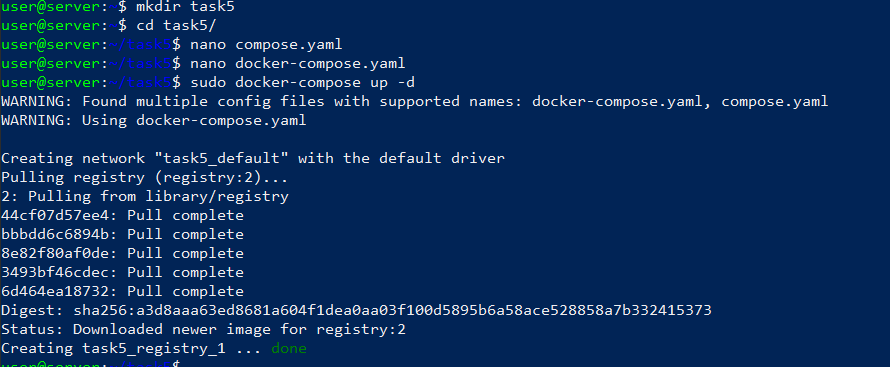 user@server:~$ mkdir task5
user@server:~$ cd task5/
user@server:~/task5$ nano compose.yaml
user@server:~/task5$ nano docker-compose.yaml
user@server:~/task5$ sudo docker-compose up -d
WARNING: Found multiple config files with supported names: docker-compose.yaml, compose.yaml
WARNING: Using docker-compose.yaml
Creating network "task5_default" with the default driver
Pulling registry (registry:2)...
2: Pulling from library/registry
44cf07d57ee4: Pull complete
bbbdd6c6894b: Pull complete
8e82f80af0de: Pull complete
3493bf46cdec: Pull complete
6d464ea18732: Pull complete
Digest: sha256:a3d8aaa63ed8681a604f1dea0aa03f100d5895b6a58ace528858a7b332415373
Status: Downloaded newer image for registry:2
Creating task5_registry_1 ... done
user@server:~/task5$